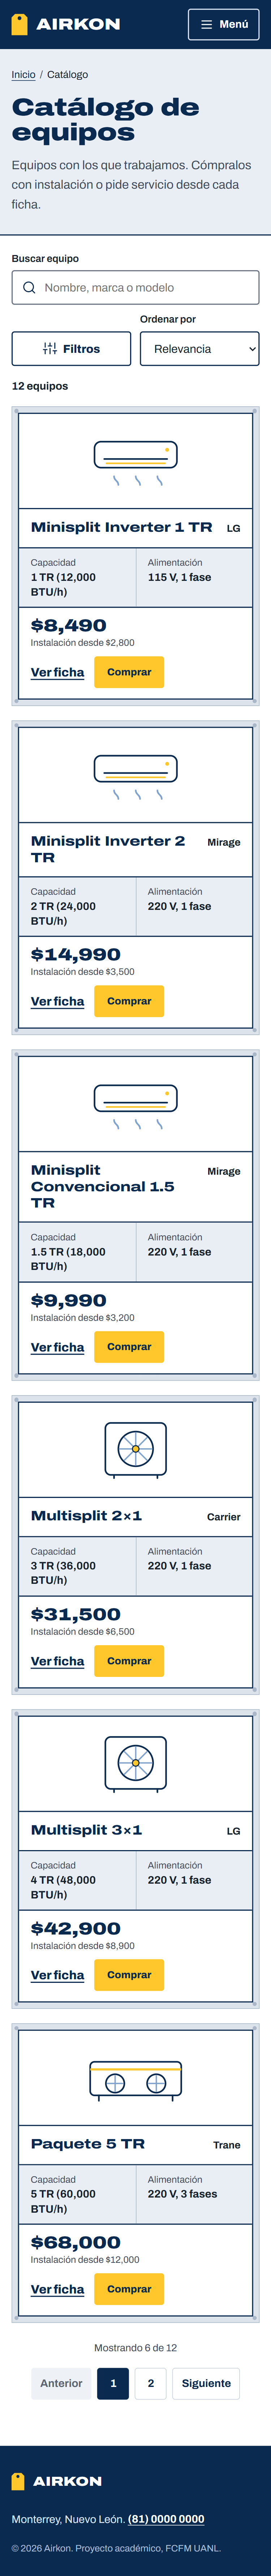 AIRKON
Menú
Inicio / Catálogo
Catálogo de
equipos
Equipos con los que trabajamos. Cómpralos
con instalación o pide servicio desde cada
ficha.
Buscar equipo
Nombre, marca o modelo
Ordenar por
Filtros
Relevancia
12 equipos
Minisplit Inverter 1 TR LG
Capacidad Alimentación
1 TR (12,000 115 V, 1 fase
BTU/h)
$8,490
Instalación desde $2,800
Ver ficha Comprar
Minisplit Inverter 2 Mirage
TR
Capacidad Alimentación
2 TR (24,000 220 V, 1 fase
BTU/h)
$14,990
Instalación desde $3,500
Ver ficha Comprar
Minisplit Mirage
Convencional 1.5
TR
Capacidad Alimentación
1.5 TR (18,000 220 V, 1 fase
BTU/h)
$9,990
Instalación desde $3,200
Ver ficha Comprar
Multisplit 2×1 Carrier
Capacidad Alimentación
3 TR (36,000 220 V, 1 fase
BTU/h)
$31,500
Instalación desde $6,500
Ver ficha Comprar
Multisplit 3×1 LG
Capacidad Alimentación
4 TR (48,000 220 V, 1 fase
BTU/h)
$42,900
Instalación desde $8,900
Ver ficha Comprar
Paquete 5 TR Trane
Capacidad Alimentación
5 TR (60,000 220 V, 3 fases
BTU/h)
$68,000
Instalación desde $12,000
Ver ficha Comprar
Mostrando 6 de 12
Anterior 1 2 Siguiente
AIRKON
Monterrey, Nuevo León. (81) 0000 0000
© 2026 Airkon. Proyecto académico, FCFM UANL.